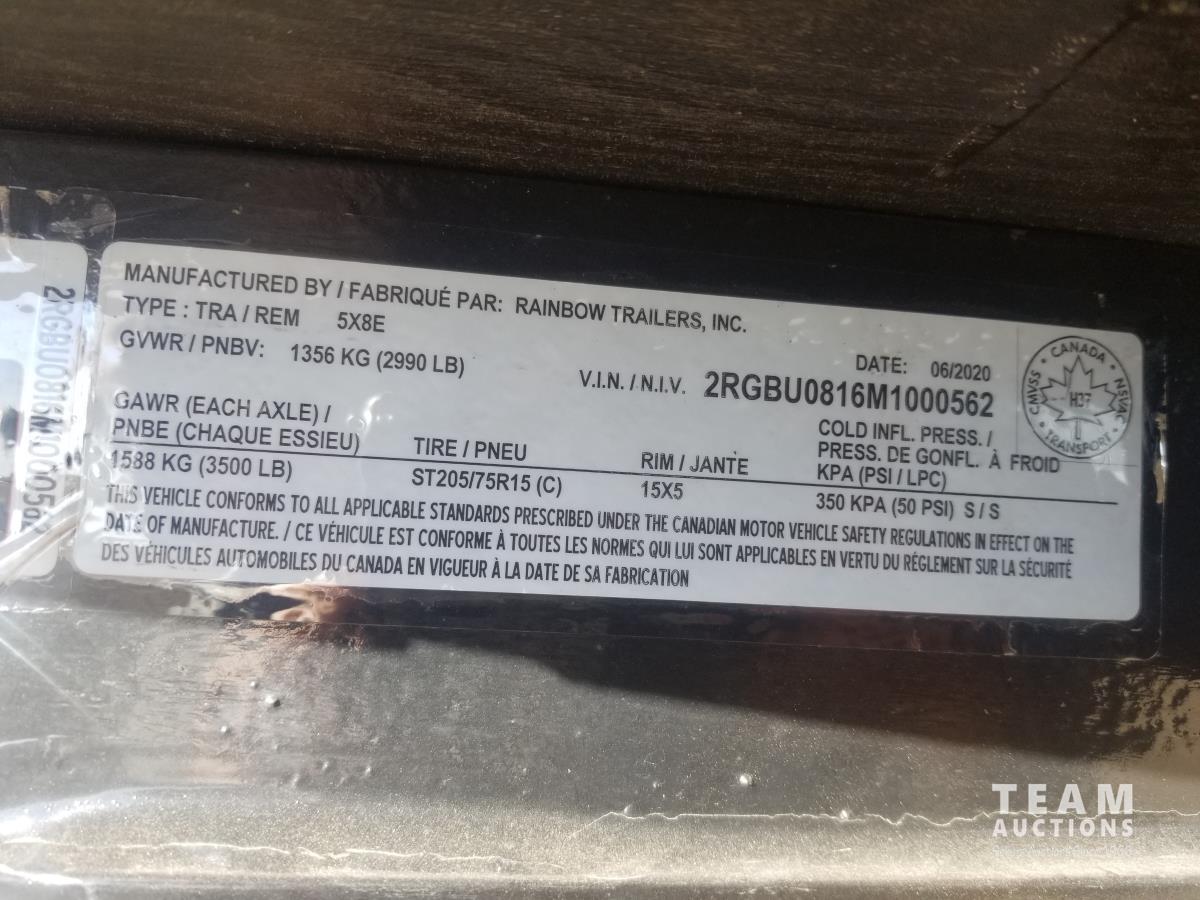 MANUFACTURED BY / FABRIQUÉ PAR: RAINBOW TRAILERS, INC.
TYPE : TRA / REM 5X8E
GVWR / PNBV: 1356 KG (2990 LB)
DATE: 06/2020
V.I.N. / N.I.V. 2RGBU0816M1000562
CANADA
CMVSS NSVAC
H37
TRANSPORT
GAWR (EACH AXLE) /
PNBE (CHAQUE ESSIEU) TIRE / PNEU RIM / JANTE
COLD INFL. PRESS. /
PRESS. DE GONFL. À FROID
KPA (PSI / LPC)
1588 KG (3500 LB) ST205/75R15 (C) 15X5 350 KPA (50 PSI) S / S
THIS VEHICLE CONFORMS TO ALL APPLICABLE STANDARDS PRESCRIBED UNDER THE CANADIAN MOTOR VEHICLE SAFETY REGULATIONS IN EFFECT ON THE
DATE OF MANUFACTURE. / CE VÉHICULE EST CONFORME À TOUTES LES NORMES QUI LUI SONT APPLICABLES EN VERTU DU RÉGLEMENT SUR LA SÉCURITÉ
DES VÉHICULES AUTOMOBILES DU CANADA EN VIGUEUR À LA DATE DE SA FABRICATION
TEAM
AUCTIONS